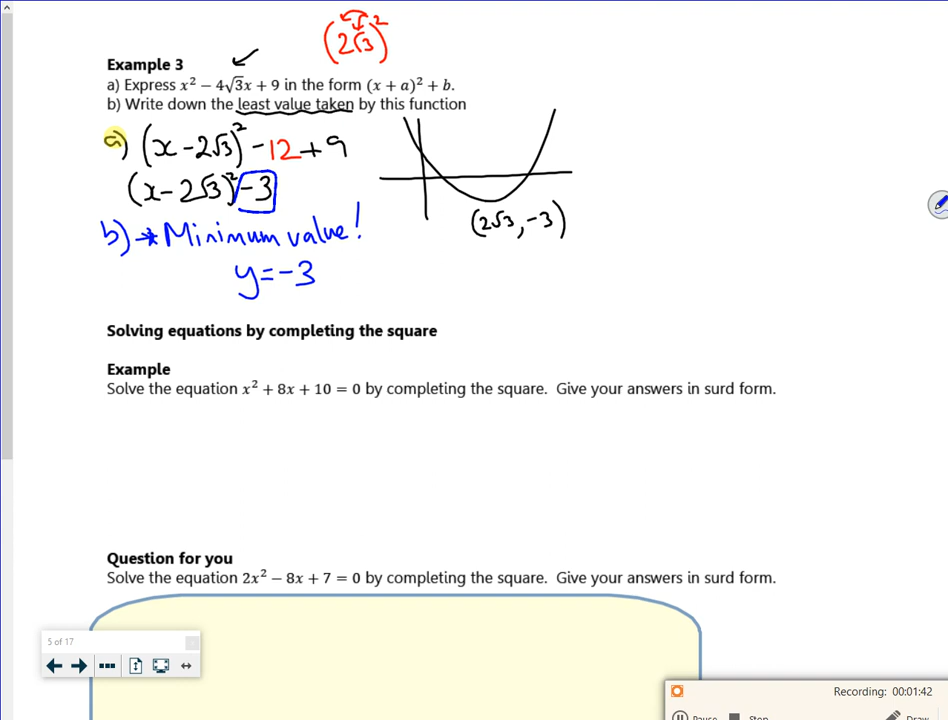 (2√3)²
Example 3
a) Express x² − 4√3x + 9 in the form (x + a)² + b.
b) Write down the least value taken by this function
a) (x − 2√3)² − 12 + 9
(x − 2√3)² − 3
(2√3, −3)
b) → Minimum value!
y = −3
Solving equations by completing the square
Example
Solve the equation x² + 8x + 10 = 0 by completing the square. Give your answers in surd form.
Question for you
Solve the equation 2x² − 8x + 7 = 0 by completing the square. Give your answers in surd form.
5 of 17
Recording: 00:01:42
Pause Stop Draw